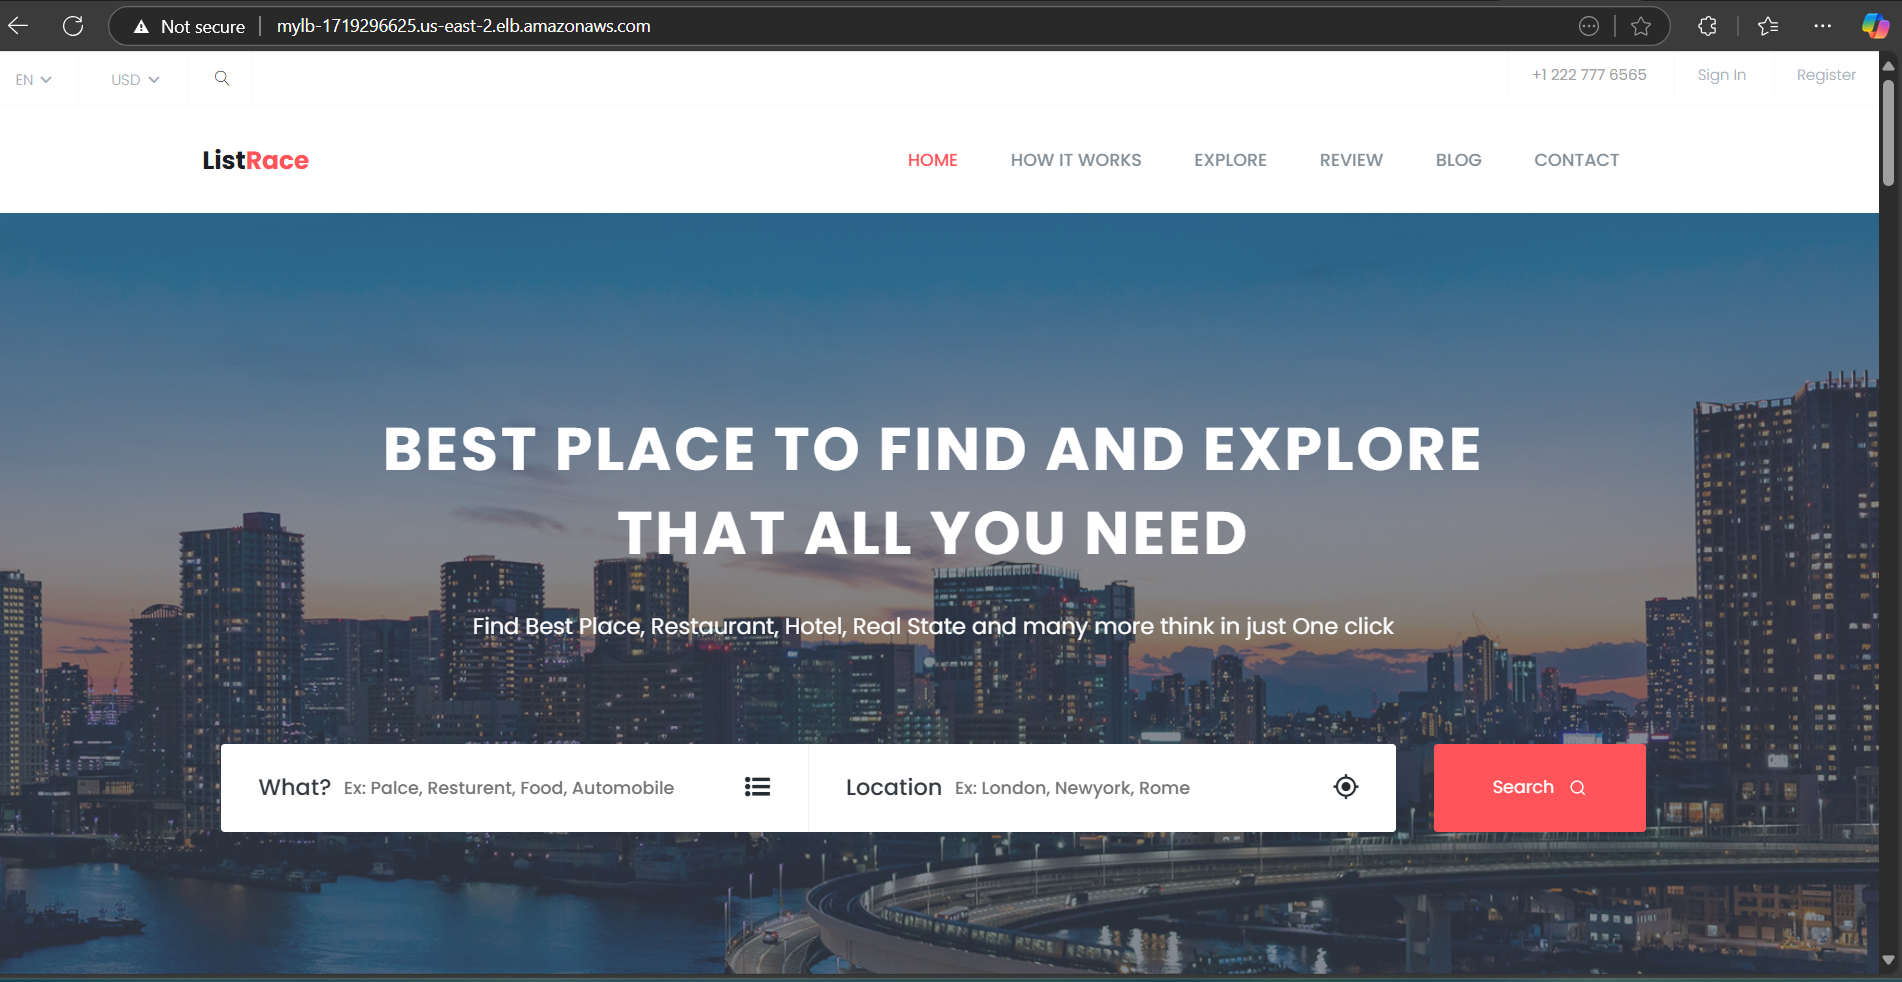 Not secure
mylb-1719296625.us-east-2.elb.amazonaws.com
EN
USD
+1 222 777 6565
Sign In
Register
ListRace
HOME
HOW IT WORKS
EXPLORE
REVIEW
BLOG
CONTACT
BEST PLACE TO FIND AND EXPLORE
THAT ALL YOU NEED
Find Best Place, Restaurant, Hotel, Real State and many more think in just One click
What? Ex: Palce, Resturent, Food, Automobile
Location Ex: London, Newyork, Rome
Search